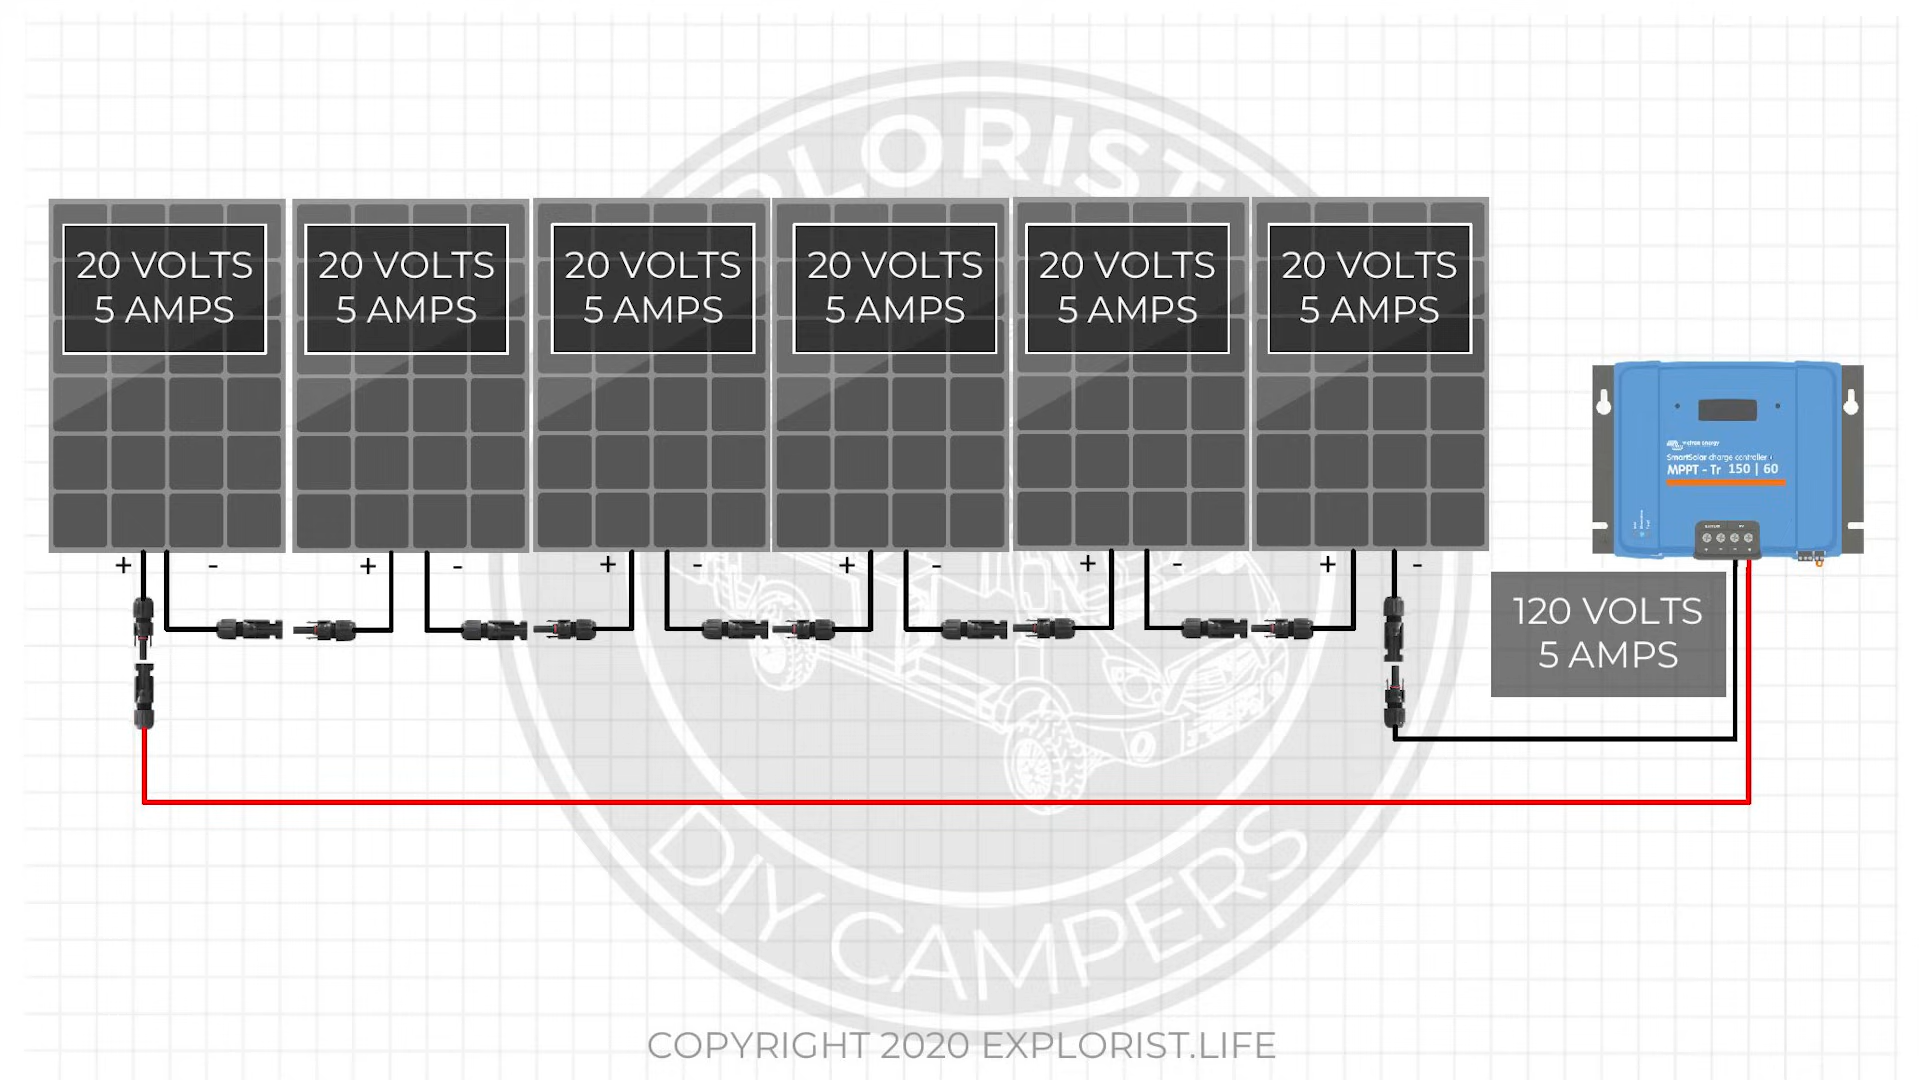 EXPLORIST
20 VOLTS
5 AMPS
20 VOLTS
5 AMPS
20 VOLTS
5 AMPS
20 VOLTS
5 AMPS
20 VOLTS
5 AMPS
20 VOLTS
5 AMPS
victron energy
SmartSolar charge controller
MPPT - Tr 150 | 60
+ -
+ -
+ -
+ -
+ -
+ -
120 VOLTS
5 AMPS
DIY CAMPERS
COPYRIGHT 2020 EXPLORIST.LIFE